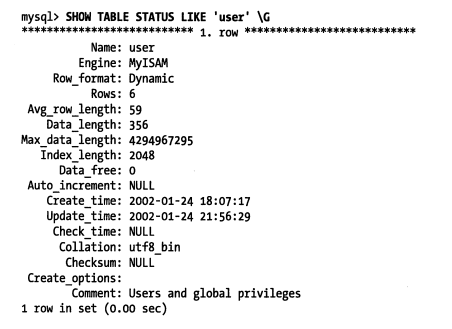 mysql> SHOW TABLE STATUS LIKE 'user' \G
*************************** 1. row ***************************
Name: user
Engine: MyISAM
Row_format: Dynamic
Rows: 6
Avg_row_length: 59
Data_length: 356
Max_data_length: 4294967295
Index_length: 2048
Data_free: 0
Auto_increment: NULL
Create_time: 2002-01-24 18:07:17
Update_time: 2002-01-24 21:56:29
Check_time: NULL
Collation: utf8_bin
Checksum: NULL
Create_options:
Comment: Users and global privileges
1 row in set (0.00 sec)